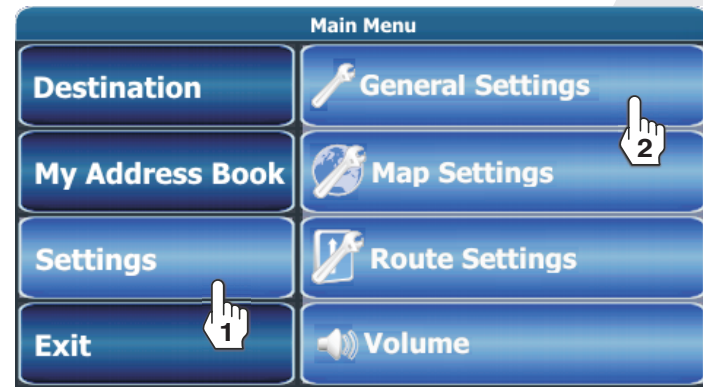 Main Menu
Destination
General Settings
2
My Address Book
Map Settings
Settings
1
Route Settings
Exit
Volume